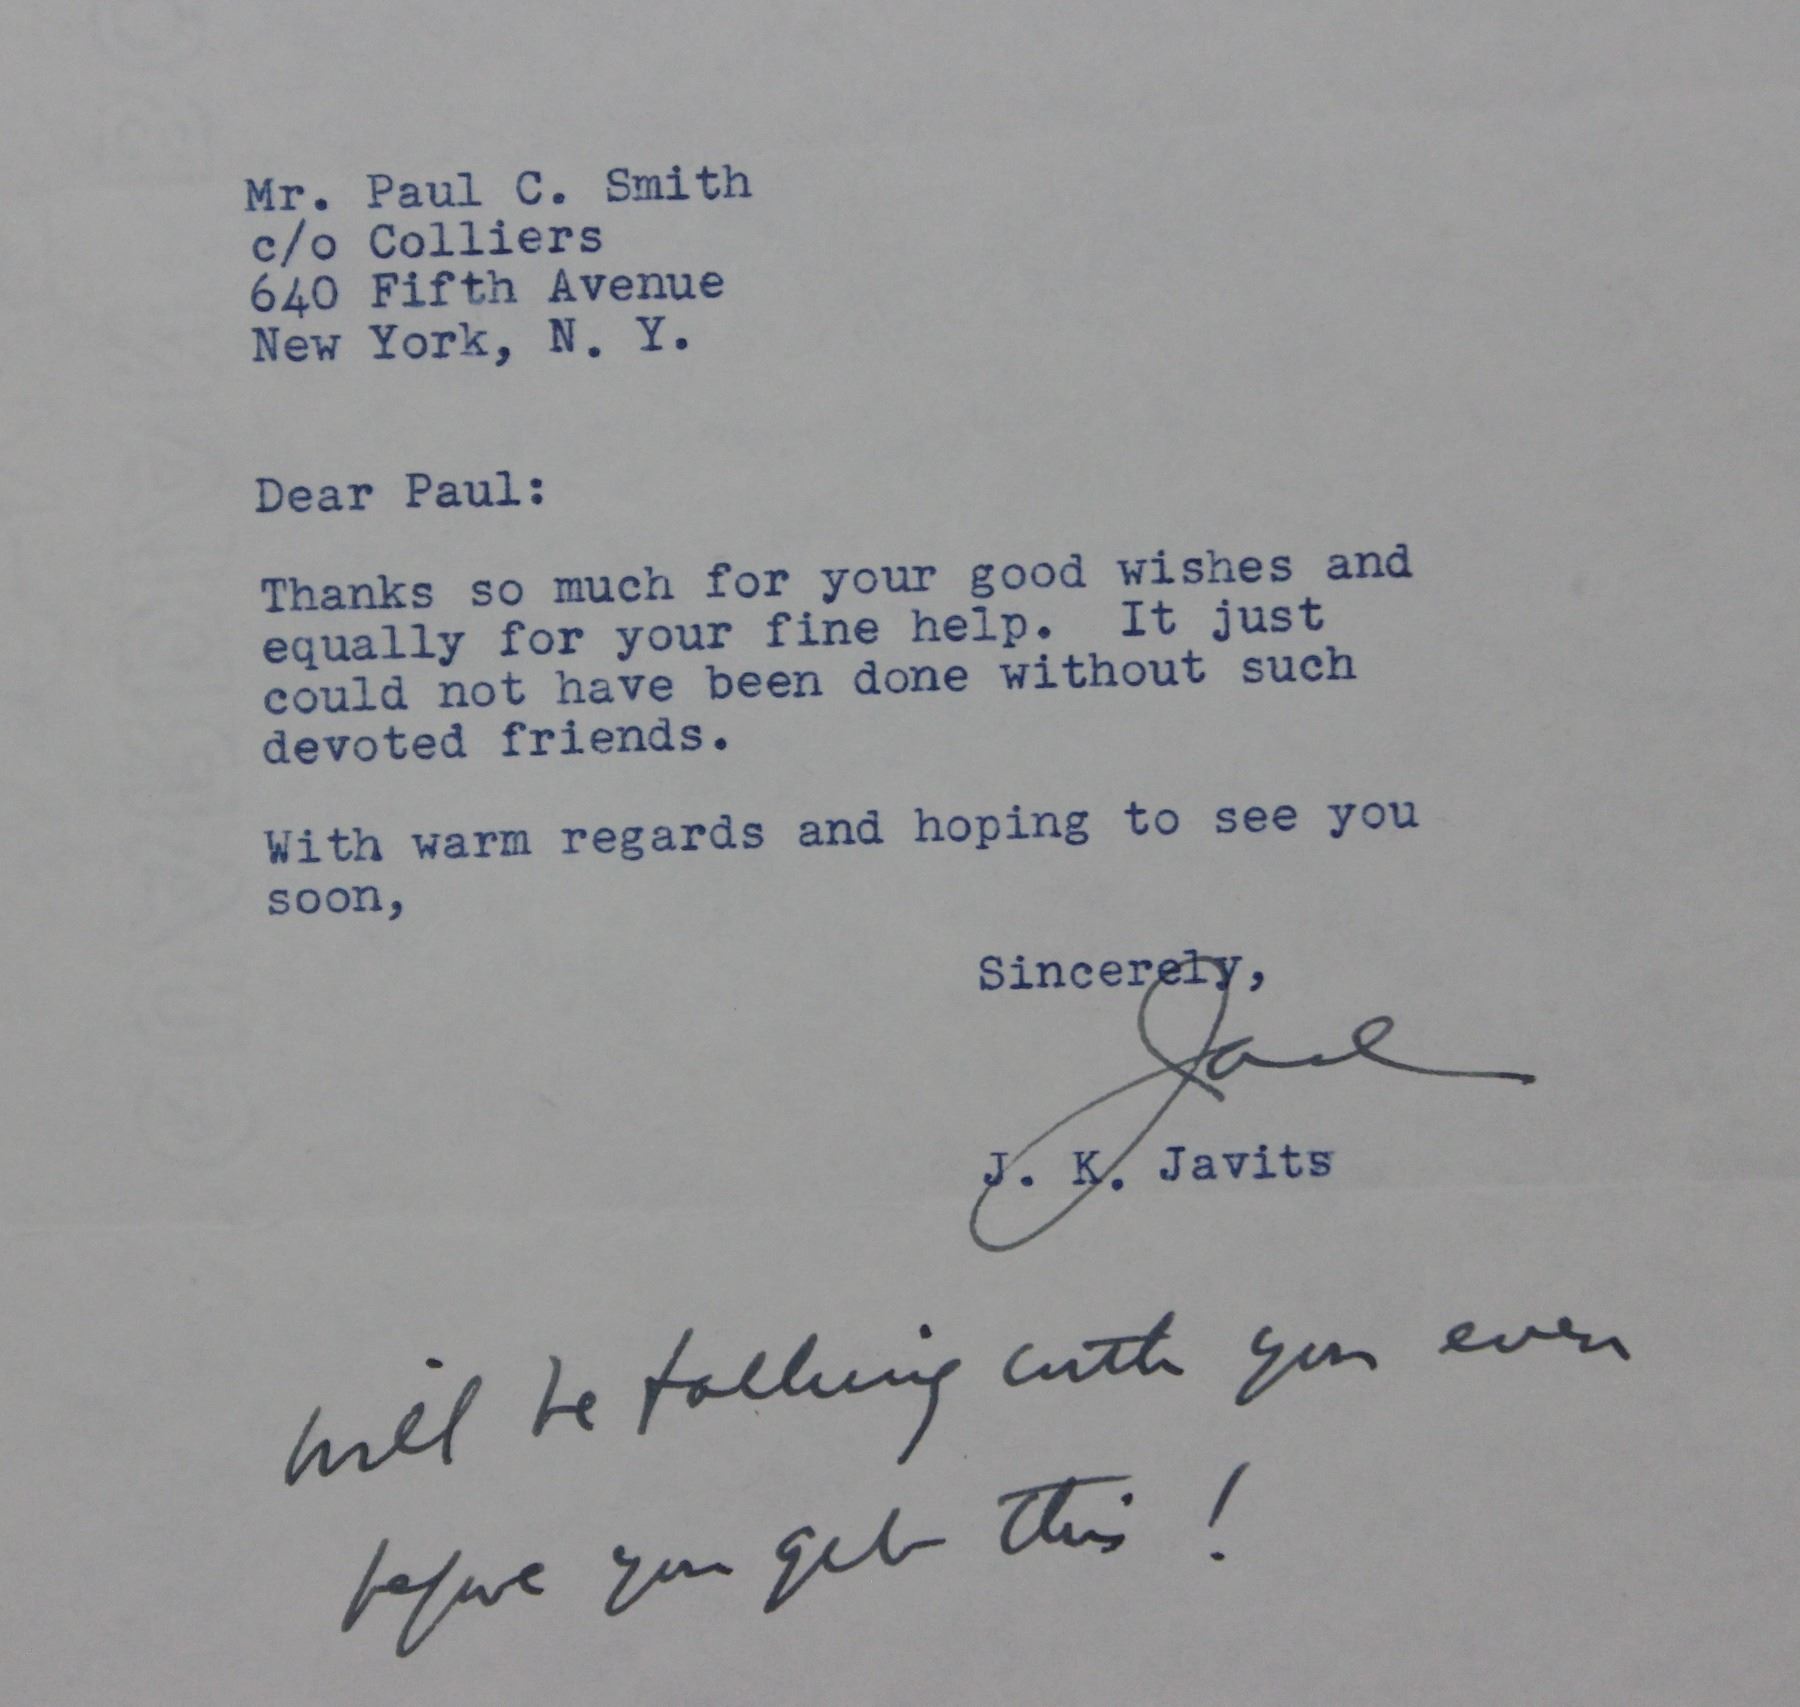 Mr. Paul C. Smith
c/o Colliers
640 Fifth Avenue
New York, N. Y.
Dear Paul:
Thanks so much for your good wishes and
equally for your fine help.  It just
could not have been done without such
devoted friends.
With warm regards and hoping to see you
soon,
Sincerely,
Jack
J. K. Javits
Will be talking with you even
before you get this!